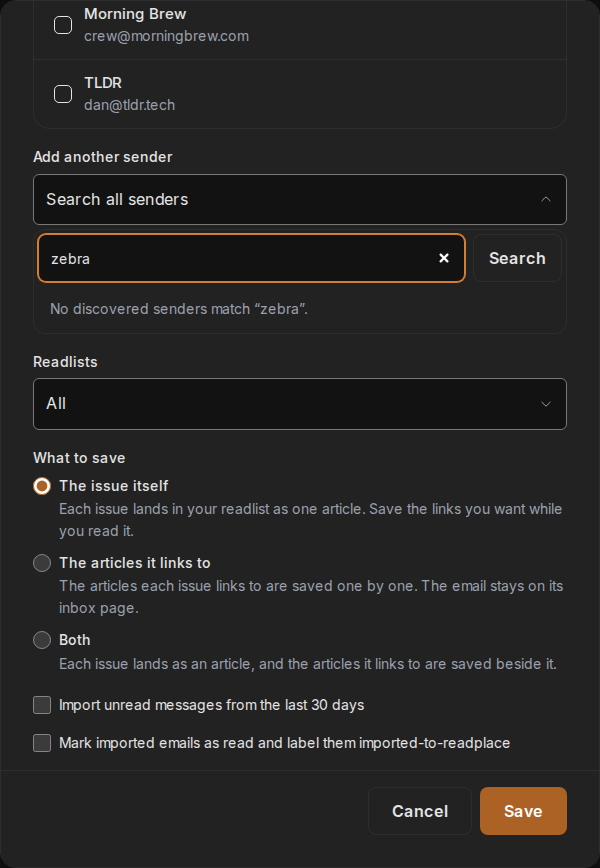 Morning Brew
crew@morningbrew.com
TLDR
dan@tldr.tech
Add another sender
Search all senders
zebra
Search
No discovered senders match “zebra”.
Readlists
All
What to save
The issue itself
Each issue lands in your readlist as one article. Save the links you want while
you read it.
The articles it links to
The articles each issue links to are saved one by one. The email stays on its
inbox page.
Both
Each issue lands as an article, and the articles it links to are saved beside it.
Import unread messages from the last 30 days
Mark imported emails as read and label them imported-to-readplace
Cancel
Save